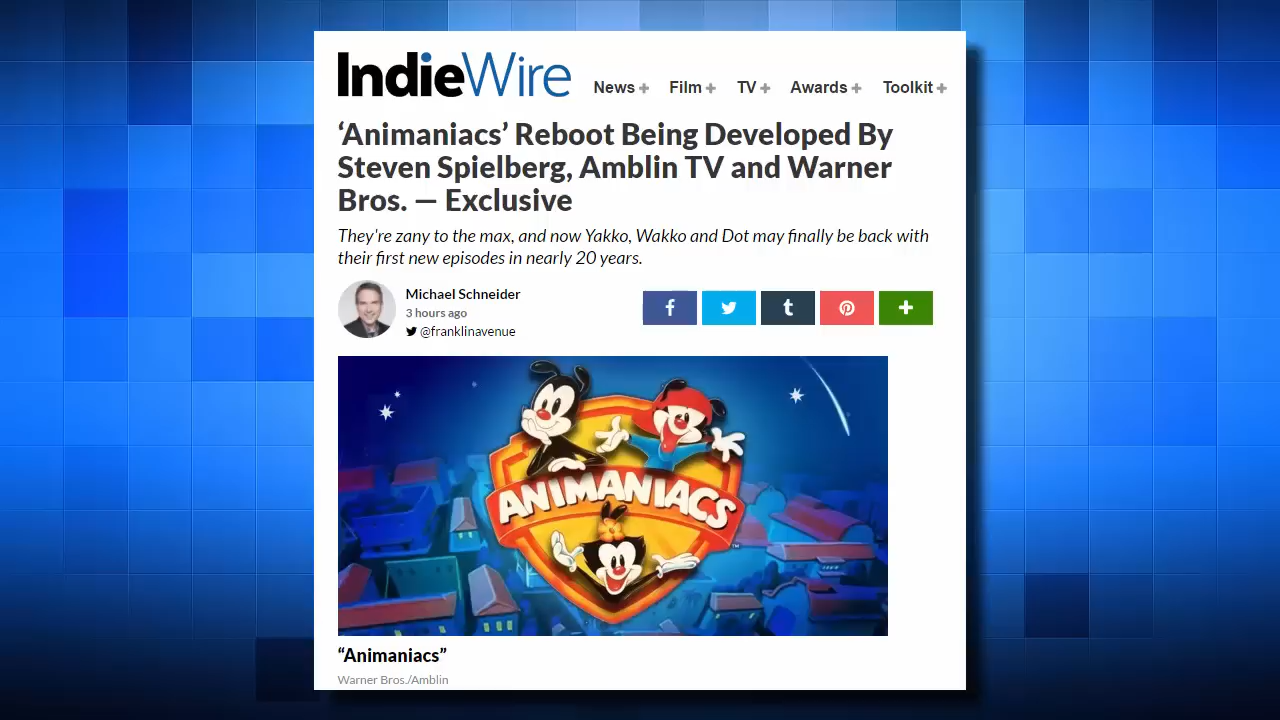 IndieWire
News + Film + TV + Awards + Toolkit +
‘Animaniacs’ Reboot Being Developed By
Steven Spielberg, Amblin TV and Warner
Bros. — Exclusive
They're zany to the max, and now Yakko, Wakko and Dot may finally be back with
their first new episodes in nearly 20 years.
Michael Schneider
3 hours ago
@franklinavenue
f t +
ANIMANIACS
TM
“Animaniacs”
Warner Bros./Amblin